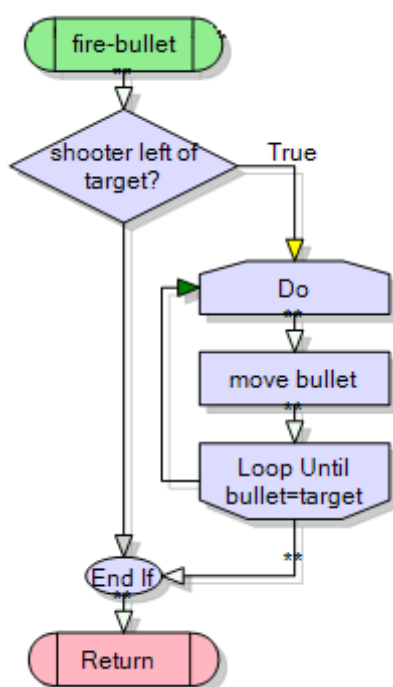 fire-bullet
**
shooter left of
target?
True
Do
**
move bullet
**
Loop Until
bullet=target
**
End If
**
Return